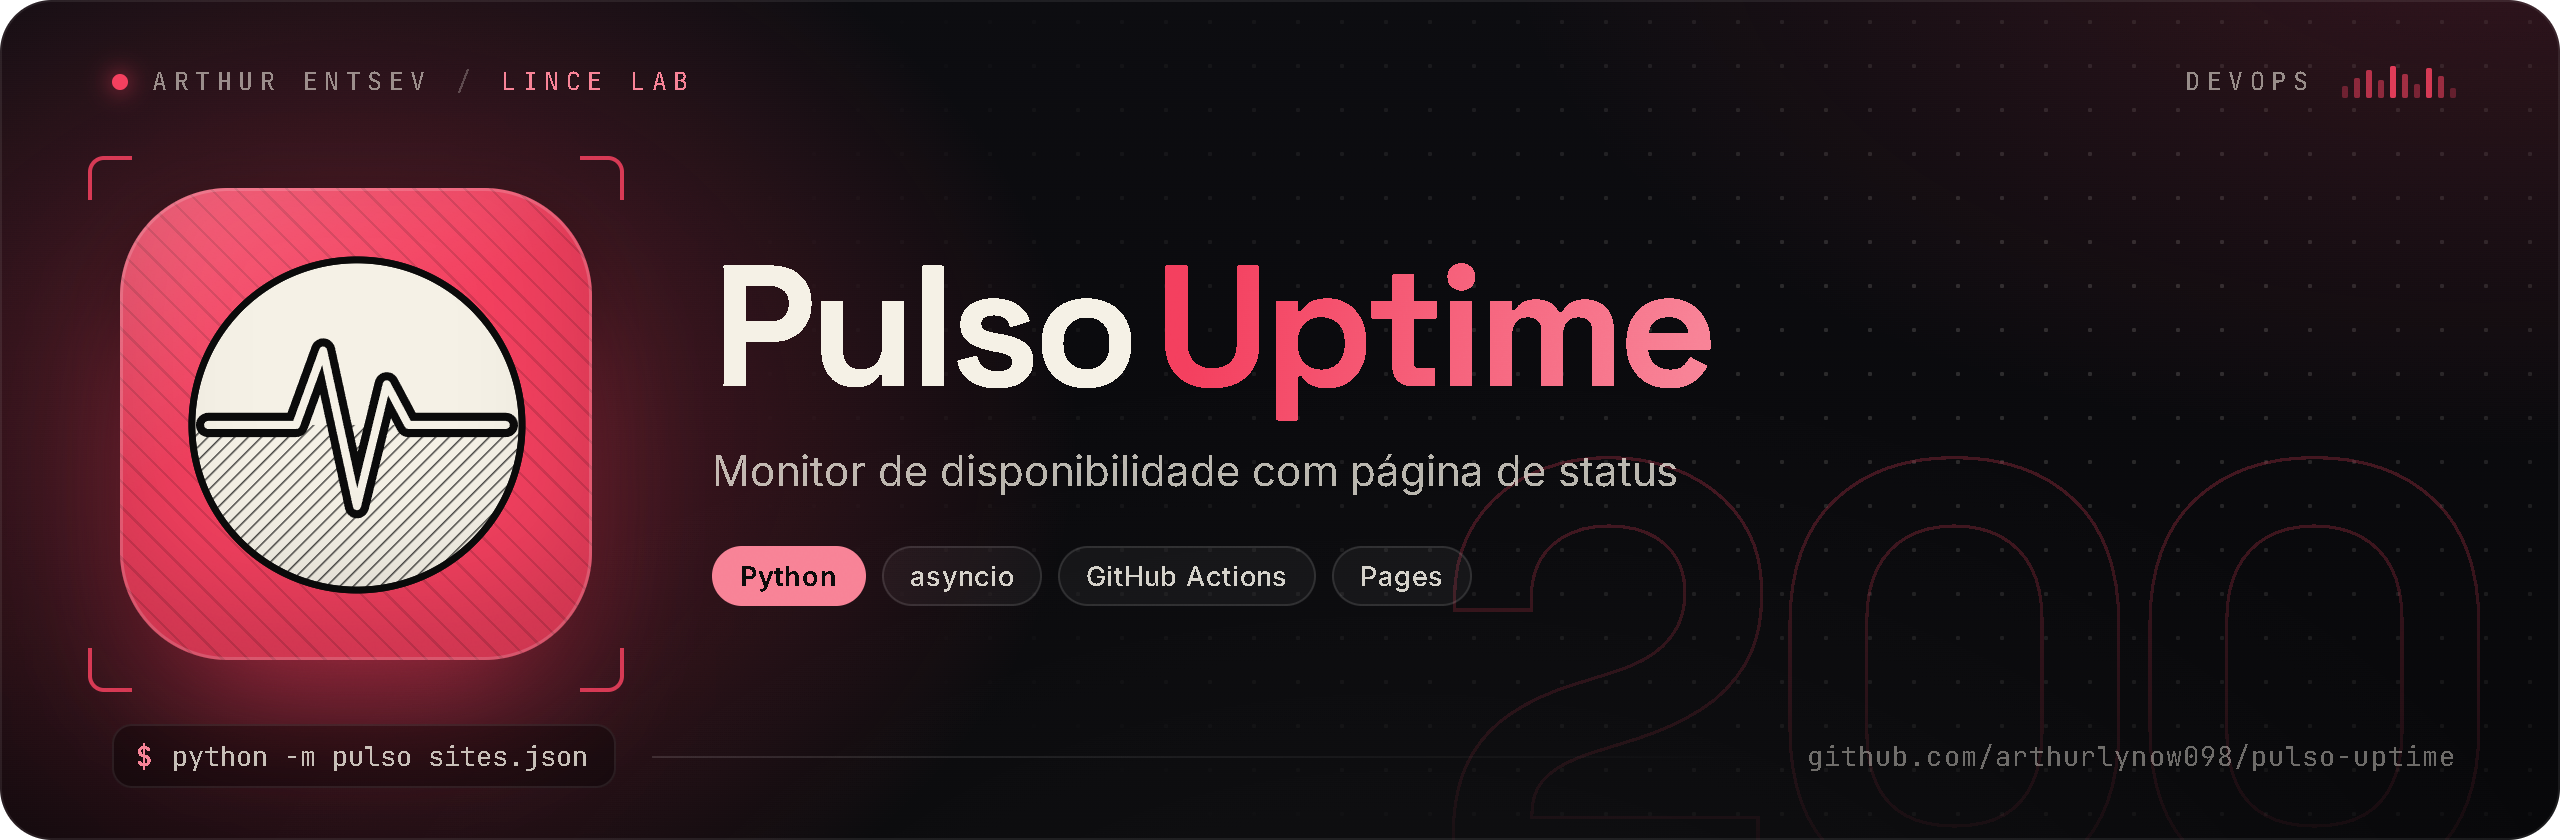 ARTHUR ENTSEV / LINCE LAB
DEVOPS
Pulso Uptime
Monitor de disponibilidade com página de status
Python asyncio GitHub Actions Pages
200
$ python -m pulso sites.json
github.com/arthurlynow098/pulso-uptime